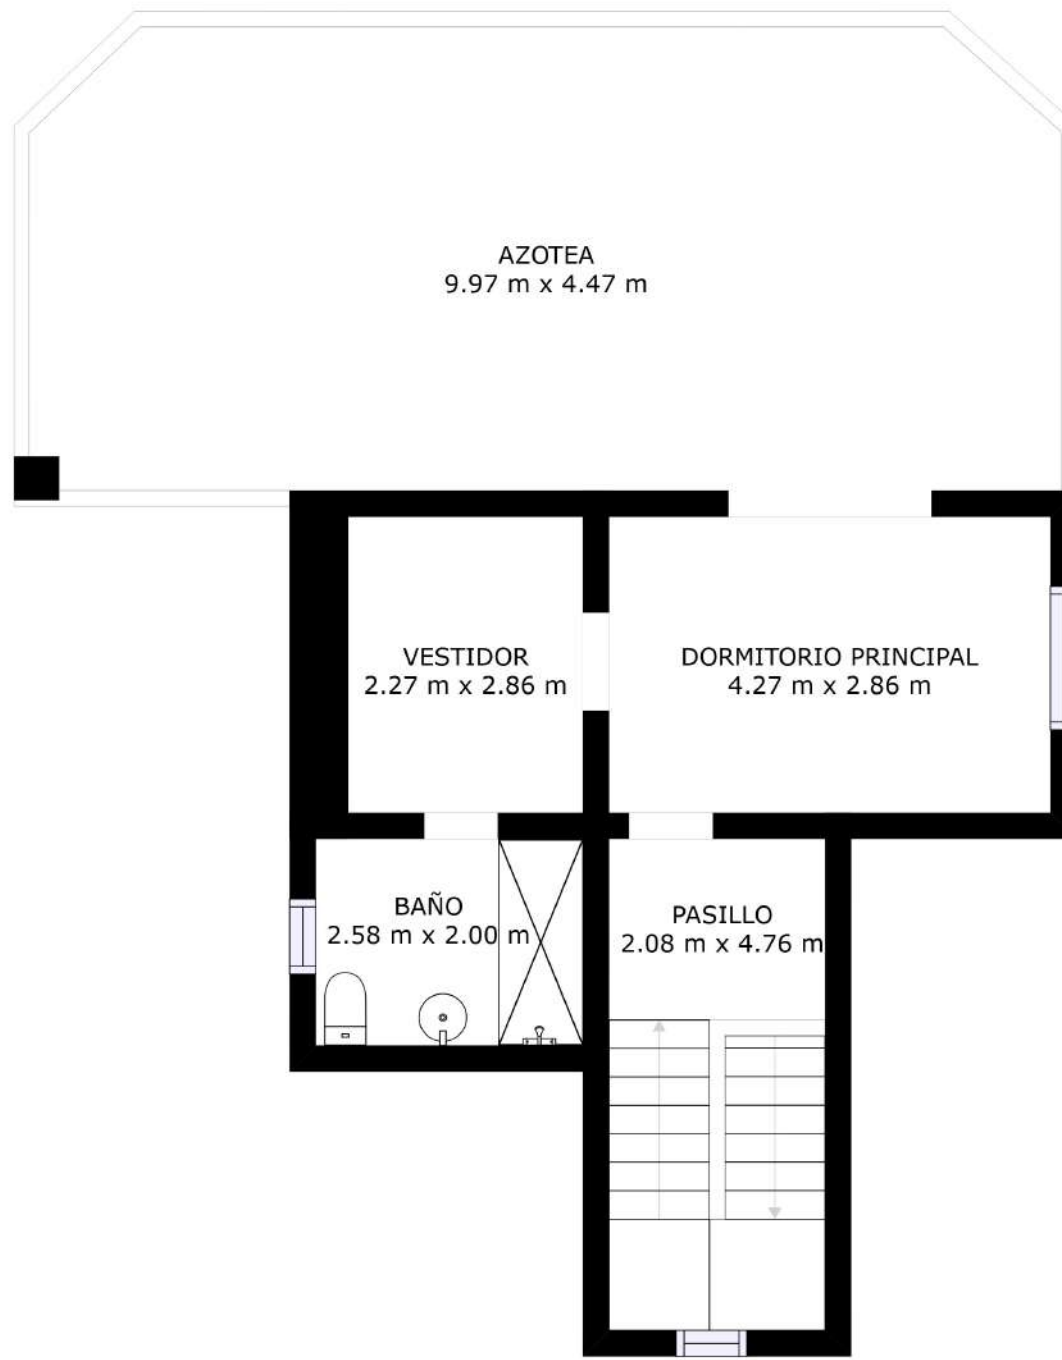 AZOTEA
9.97 m x 4.47 m
VESTIDOR
2.27 m x 2.86 m
DORMITORIO PRINCIPAL
4.27 m x 2.86 m
BAÑO
2.58 m x 2.00 m
PASILLO
2.08 m x 4.76 m